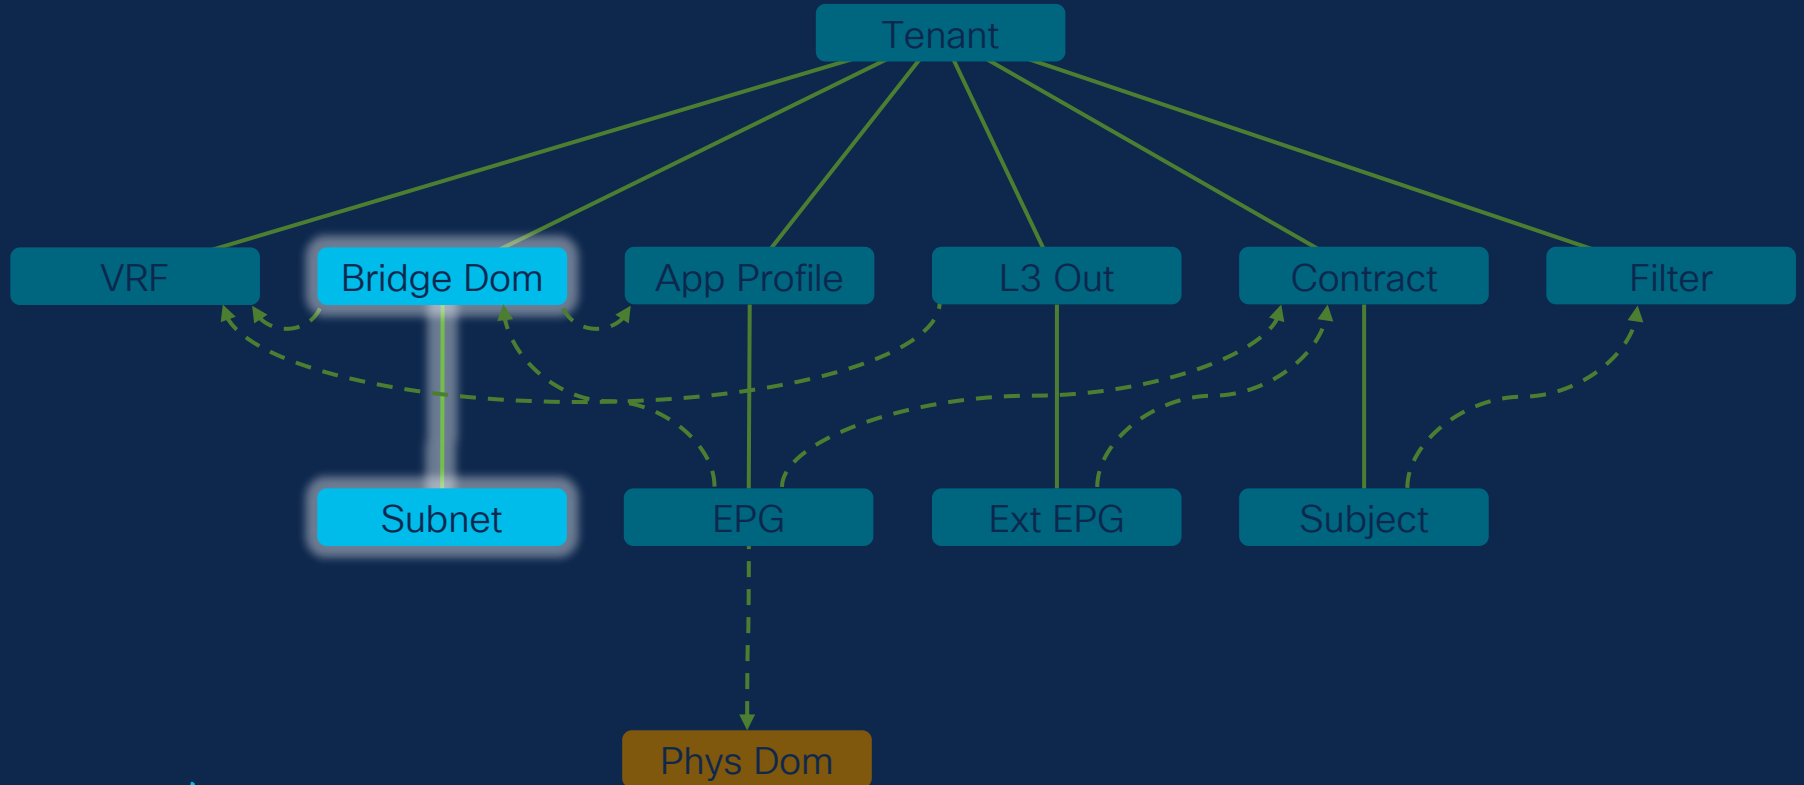 Tenant
VRF
Bridge Dom
App Profile
L3 Out
Contract
Filter
Subnet
EPG
Ext EPG
Subject
Phys Dom